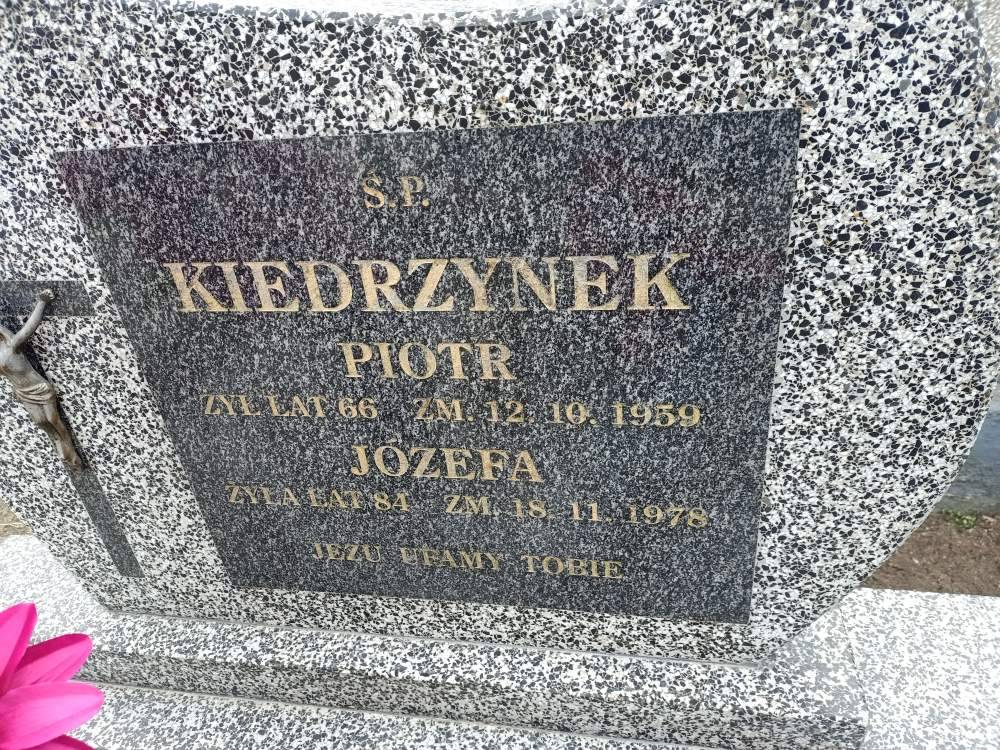 Ś.P.
KIEDRZYNEK
PIOTR
ŻYŁ LAT 66 ZM. 12. 10. 1959
JÓZEFA
ŻYŁA LAT 84 ZM. 18. 11. 1978
JEZU UFAMY TOBIE